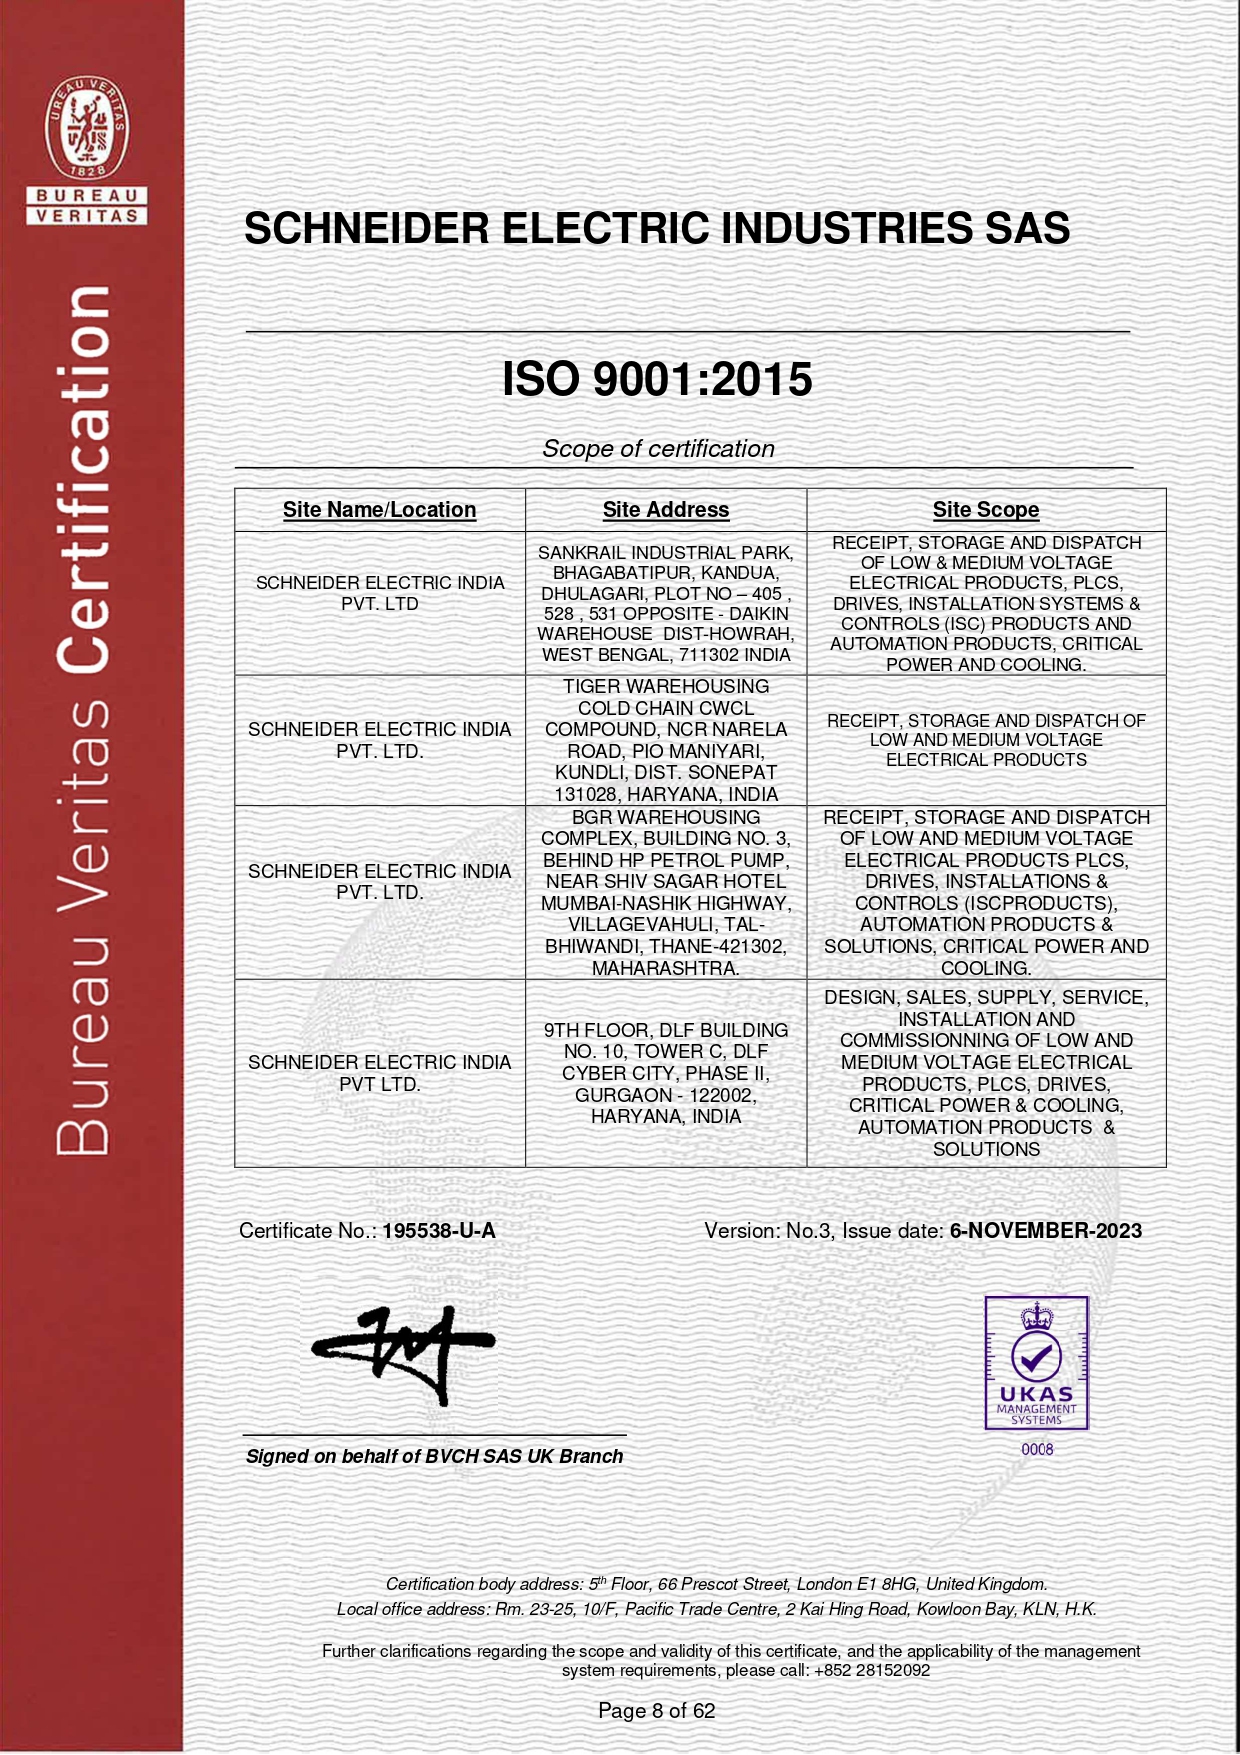 BUREAU VERITAS
1828
BUREAU
VERITAS
Bureau Veritas Certification
SCHNEIDER ELECTRIC INDUSTRIES SAS
ISO 9001:2015
Scope of certification
Site Name/Location
Site Address
Site Scope
SCHNEIDER ELECTRIC INDIA
PVT. LTD
SANKRAIL INDUSTRIAL PARK,
BHAGABATIPUR, KANDUA,
DHULAGARI, PLOT NO – 405 ,
528 , 531 OPPOSITE - DAIKIN
WAREHOUSE DIST-HOWRAH,
WEST BENGAL, 711302 INDIA
RECEIPT, STORAGE AND DISPATCH
OF LOW & MEDIUM VOLTAGE
ELECTRICAL PRODUCTS, PLCS,
DRIVES, INSTALLATION SYSTEMS &
CONTROLS (ISC) PRODUCTS AND
AUTOMATION PRODUCTS, CRITICAL
POWER AND COOLING.
SCHNEIDER ELECTRIC INDIA
PVT. LTD.
TIGER WAREHOUSING
COLD CHAIN CWCL
COMPOUND, NCR NARELA
ROAD, PIO MANIYARI,
KUNDLI, DIST. SONEPAT
131028, HARYANA, INDIA
RECEIPT, STORAGE AND DISPATCH OF
LOW AND MEDIUM VOLTAGE
ELECTRICAL PRODUCTS
SCHNEIDER ELECTRIC INDIA
PVT. LTD.
BGR WAREHOUSING
COMPLEX, BUILDING NO. 3,
BEHIND HP PETROL PUMP,
NEAR SHIV SAGAR HOTEL
MUMBAI-NASHIK HIGHWAY,
VILLAGEVAHULI, TAL-
BHIWANDI, THANE-421302,
MAHARASHTRA.
RECEIPT, STORAGE AND DISPATCH
OF LOW AND MEDIUM VOLTAGE
ELECTRICAL PRODUCTS PLCS,
DRIVES, INSTALLATIONS &
CONTROLS (ISCPRODUCTS),
AUTOMATION PRODUCTS &
SOLUTIONS, CRITICAL POWER AND
COOLING.
SCHNEIDER ELECTRIC INDIA
PVT LTD.
9TH FLOOR, DLF BUILDING
NO. 10, TOWER C, DLF
CYBER CITY, PHASE II,
GURGAON - 122002,
HARYANA, INDIA
DESIGN, SALES, SUPPLY, SERVICE,
INSTALLATION AND
COMMISSIONNING OF LOW AND
MEDIUM VOLTAGE ELECTRICAL
PRODUCTS, PLCS, DRIVES,
CRITICAL POWER & COOLING,
AUTOMATION PRODUCTS &
SOLUTIONS
Certificate No.: 195538-U-A
Version: No.3, Issue date: 6-NOVEMBER-2023
UKAS
MANAGEMENT
SYSTEMS
0008
Signed on behalf of BVCH SAS UK Branch
Certification body address: 5th Floor, 66 Prescot Street, London E1 8HG, United Kingdom.
Local office address: Rm. 23-25, 10/F, Pacific Trade Centre, 2 Kai Hing Road, Kowloon Bay, KLN, H.K.
Further clarifications regarding the scope and validity of this certificate, and the applicability of the management
system requirements, please call: +852 28152092
Page 8 of 62